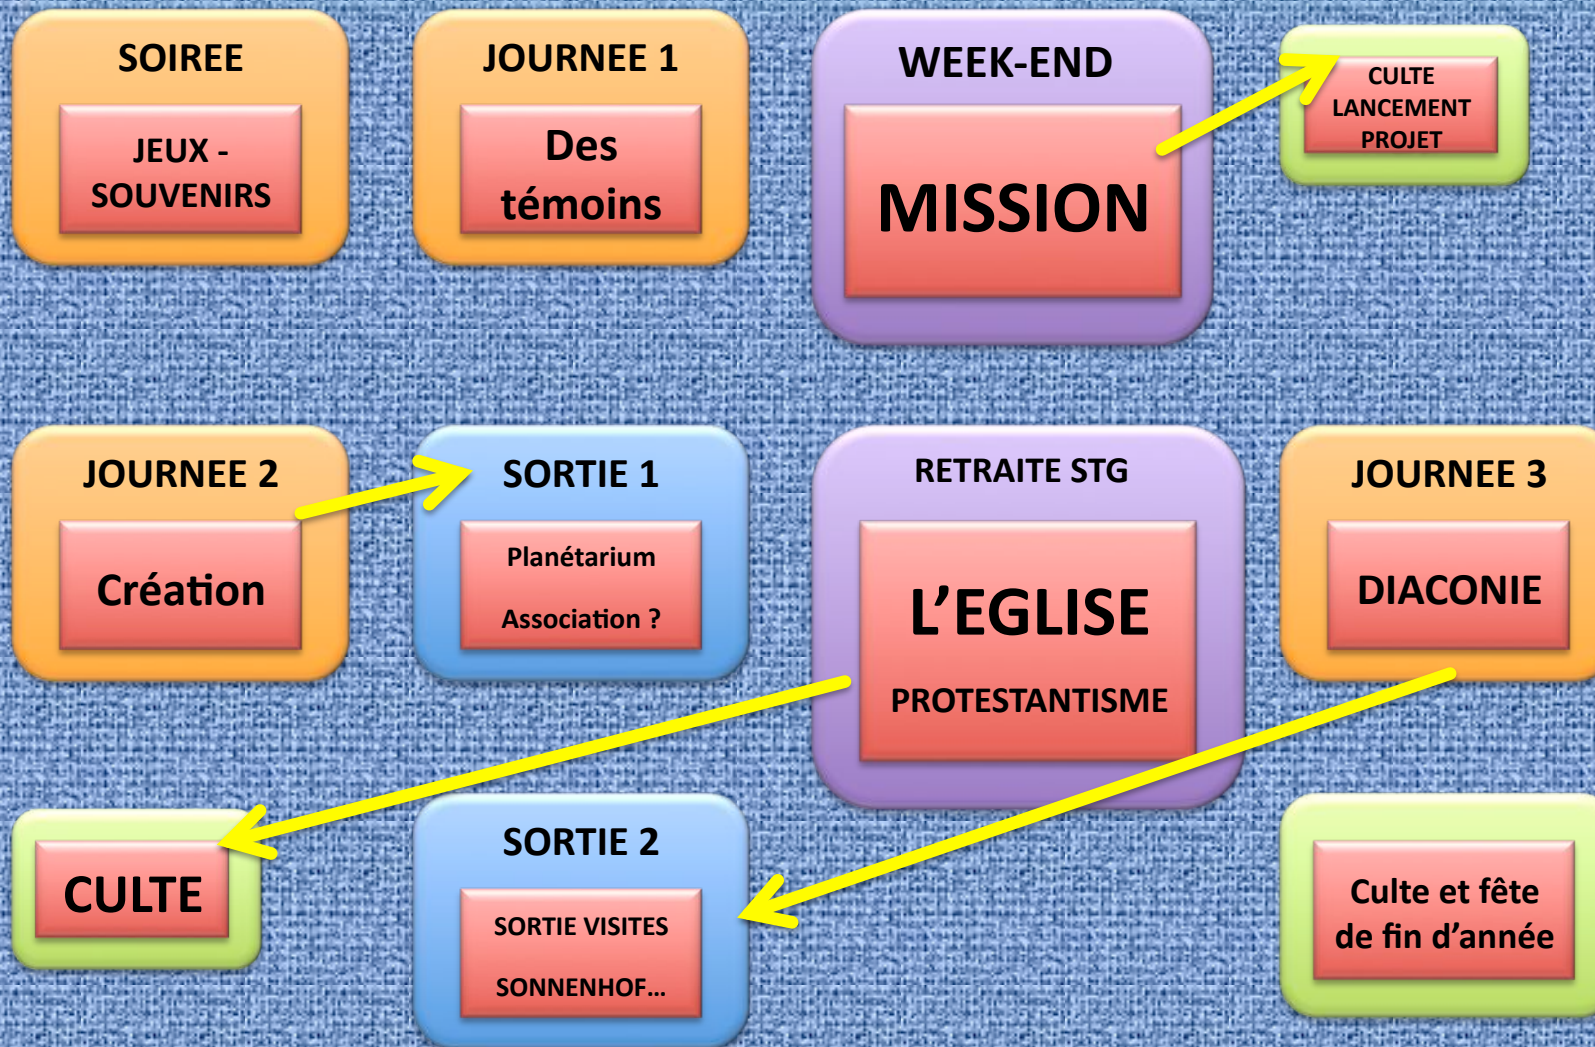 SOIREE
JEUX -
SOUVENIRS
JOURNEE 1
Des
témoins
WEEK-END
MISSION
CULTE
LANCEMENT
PROJET
JOURNEE 2
Création
SORTIE 1
Planétarium
Association ?
RETRAITE STG
L’EGLISE
PROTESTANTISME
JOURNEE 3
DIACONIE
CULTE
SORTIE 2
SORTIE VISITES
SONNENHOF…
Culte et fête
de fin d’année